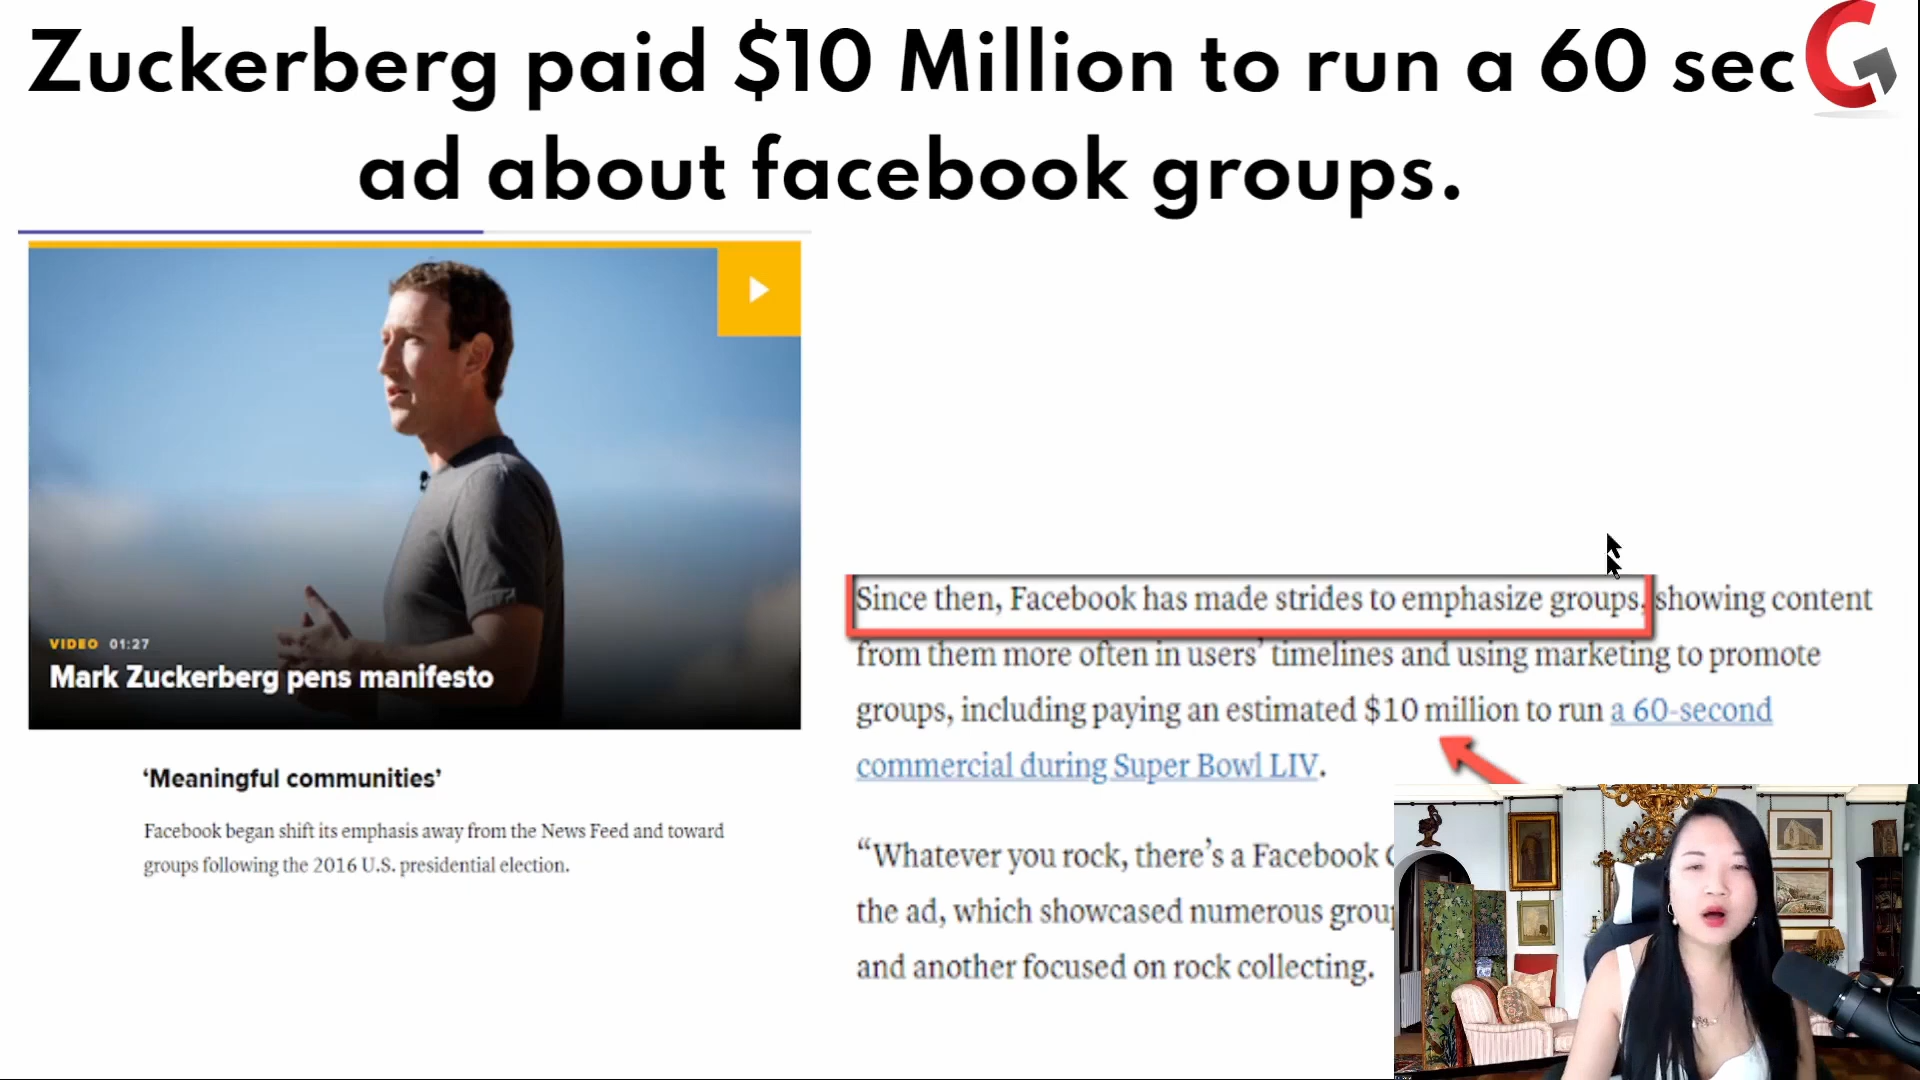 Zuckerberg paid $10 Million to run a 60 sec
ad about facebook groups.
VIDEO 01:27
Mark Zuckerberg pens manifesto
‘Meaningful communities’
Facebook began shift its emphasis away from the News Feed and toward
groups following the 2016 U.S. presidential election.
Since then, Facebook has made strides to emphasize groups, showing content
from them more often in users’ timelines and using marketing to promote
groups, including paying an estimated $10 million to run a 60-second
commercial during Super Bowl LIV.
“Whatever you rock, there’s a Facebook
the ad, which showcased numerous
and another focused on rock collecting.